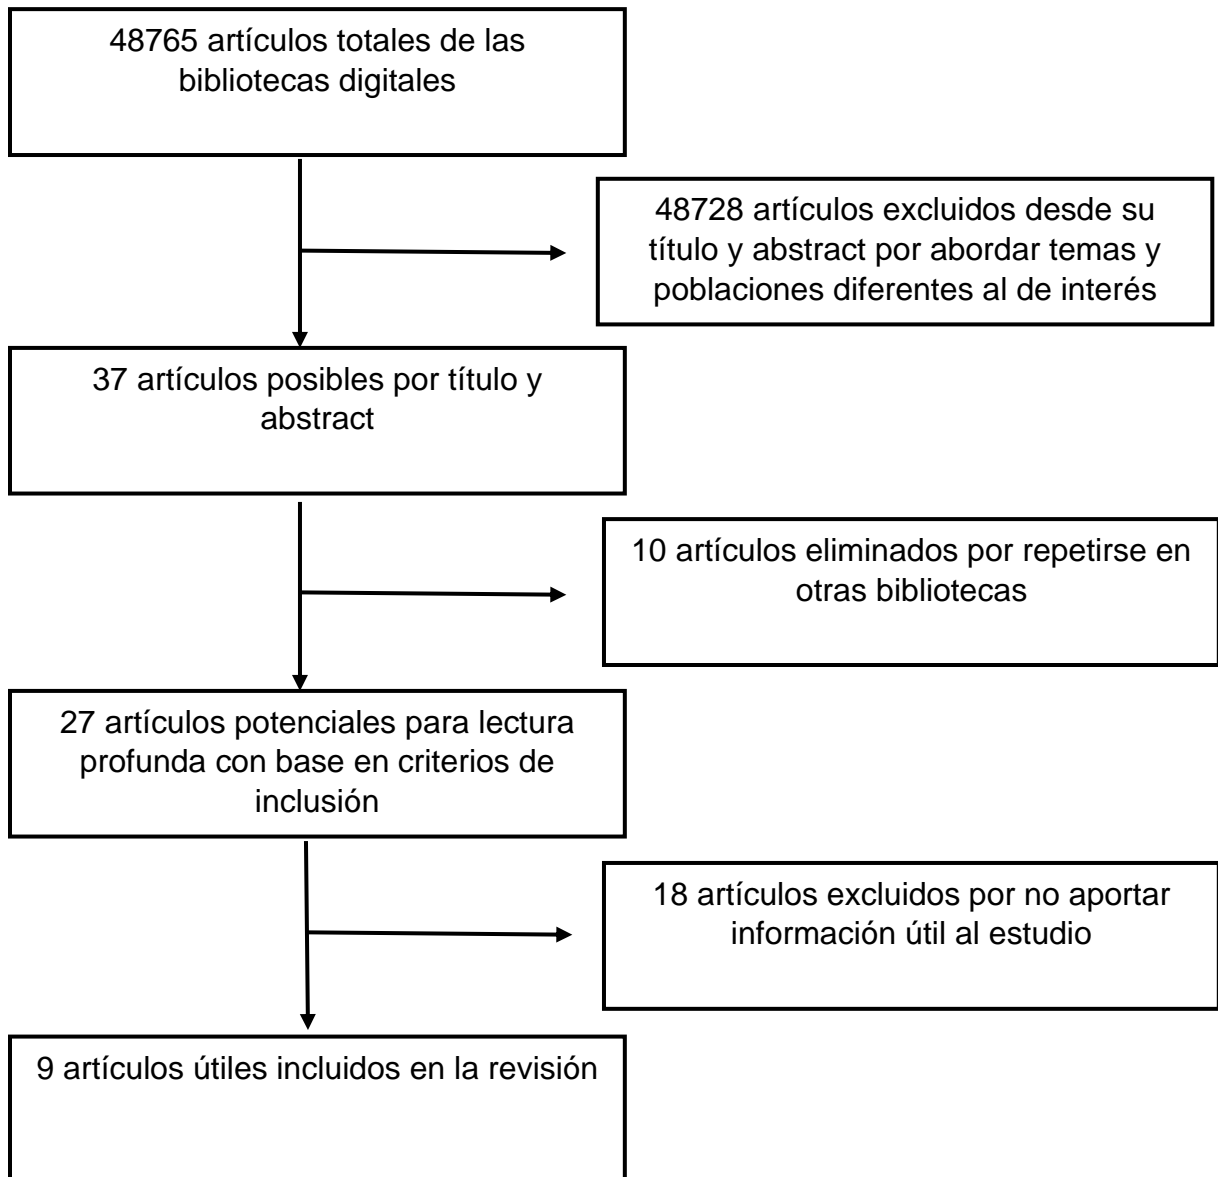 48765 artículos totales de las
bibliotecas digitales
48728 artículos excluidos desde su
título y abstract por abordar temas y
poblaciones diferentes al de interés
37 artículos posibles por título y
abstract
10 artículos eliminados por repetirse en
otras bibliotecas
27 artículos potenciales para lectura
profunda con base en criterios de
inclusión
18 artículos excluidos por no aportar
información útil al estudio
9 artículos útiles incluidos en la revisión